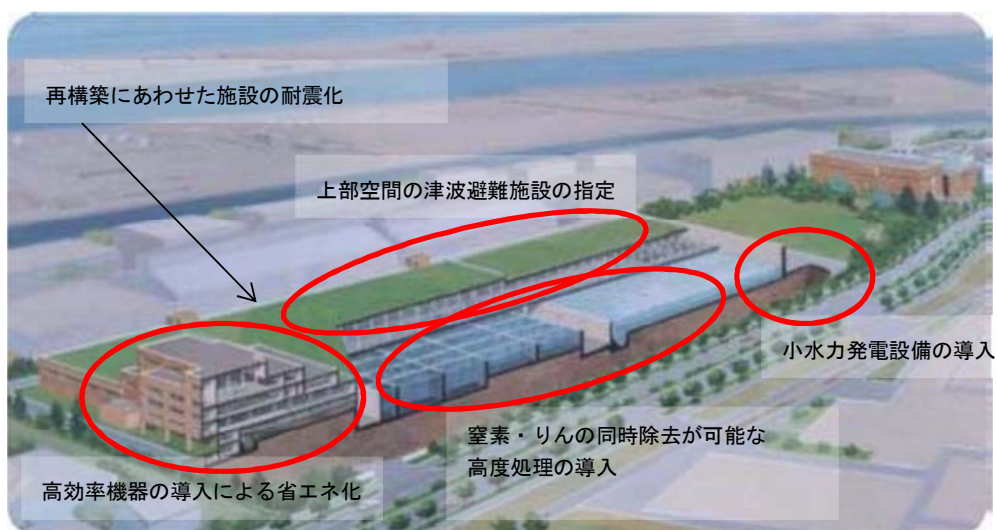 再構築にあわせた施設の耐震化
上部空間の津波避難施設の指定
小水力発電設備の導入
窒素・りんの同時除去が可能な
高度処理の導入
高効率機器の導入による省エネ化